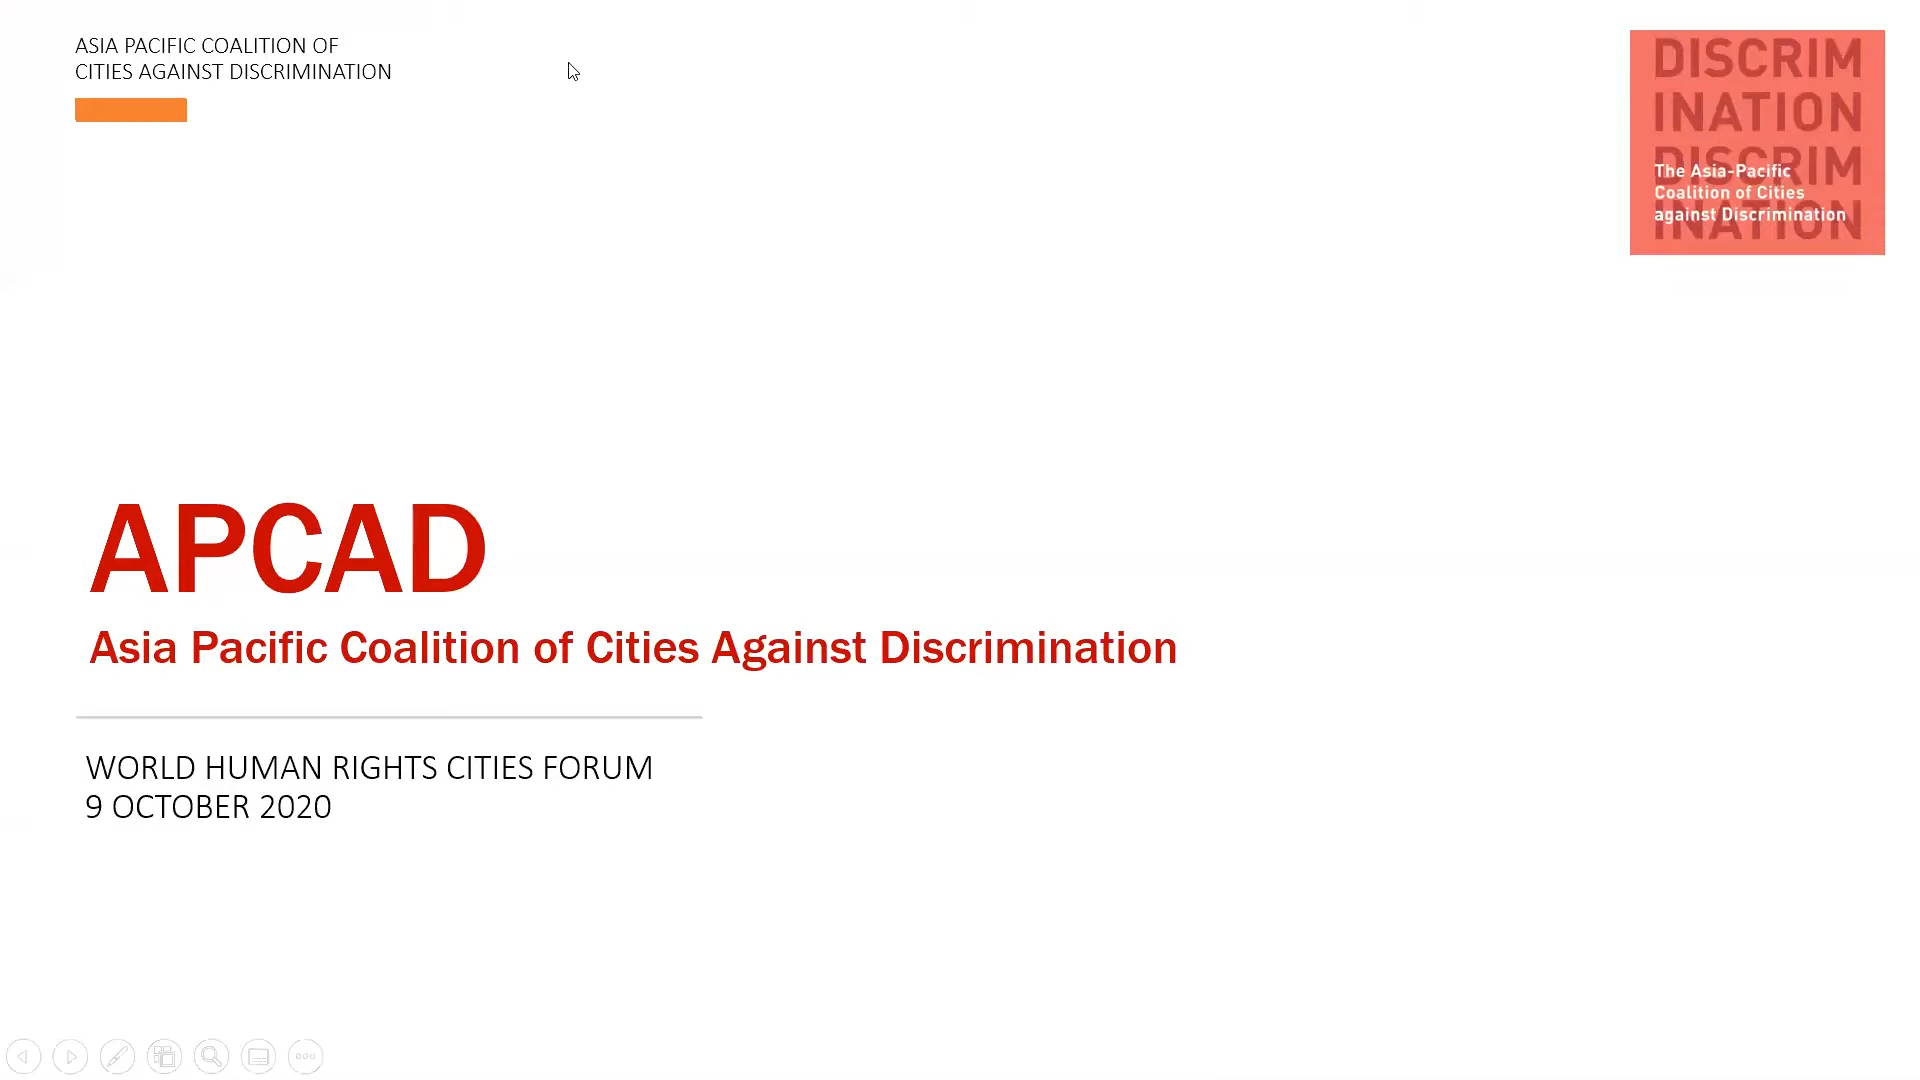 ASIA PACIFIC COALITION OF
CITIES AGAINST DISCRIMINATION
DISCRIM
INATION
DISCRIM
INATION
The Asia-Pacific
Coalition of Cities
against Discrimination
APCAD
Asia Pacific Coalition of Cities Against Discrimination
WORLD HUMAN RIGHTS CITIES FORUM
9 OCTOBER 2020